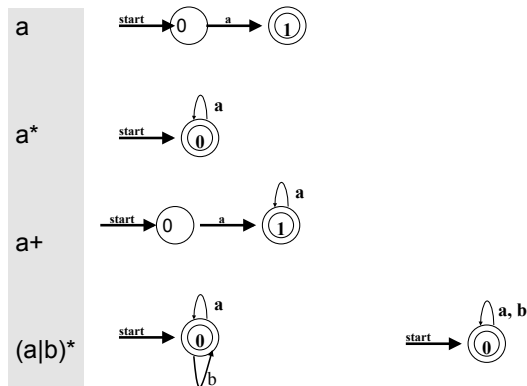 a start 0 a 1
a
a* start 0
a
start 0 a 1
a+
a a, b
(a|b)* start 0 start 0
b